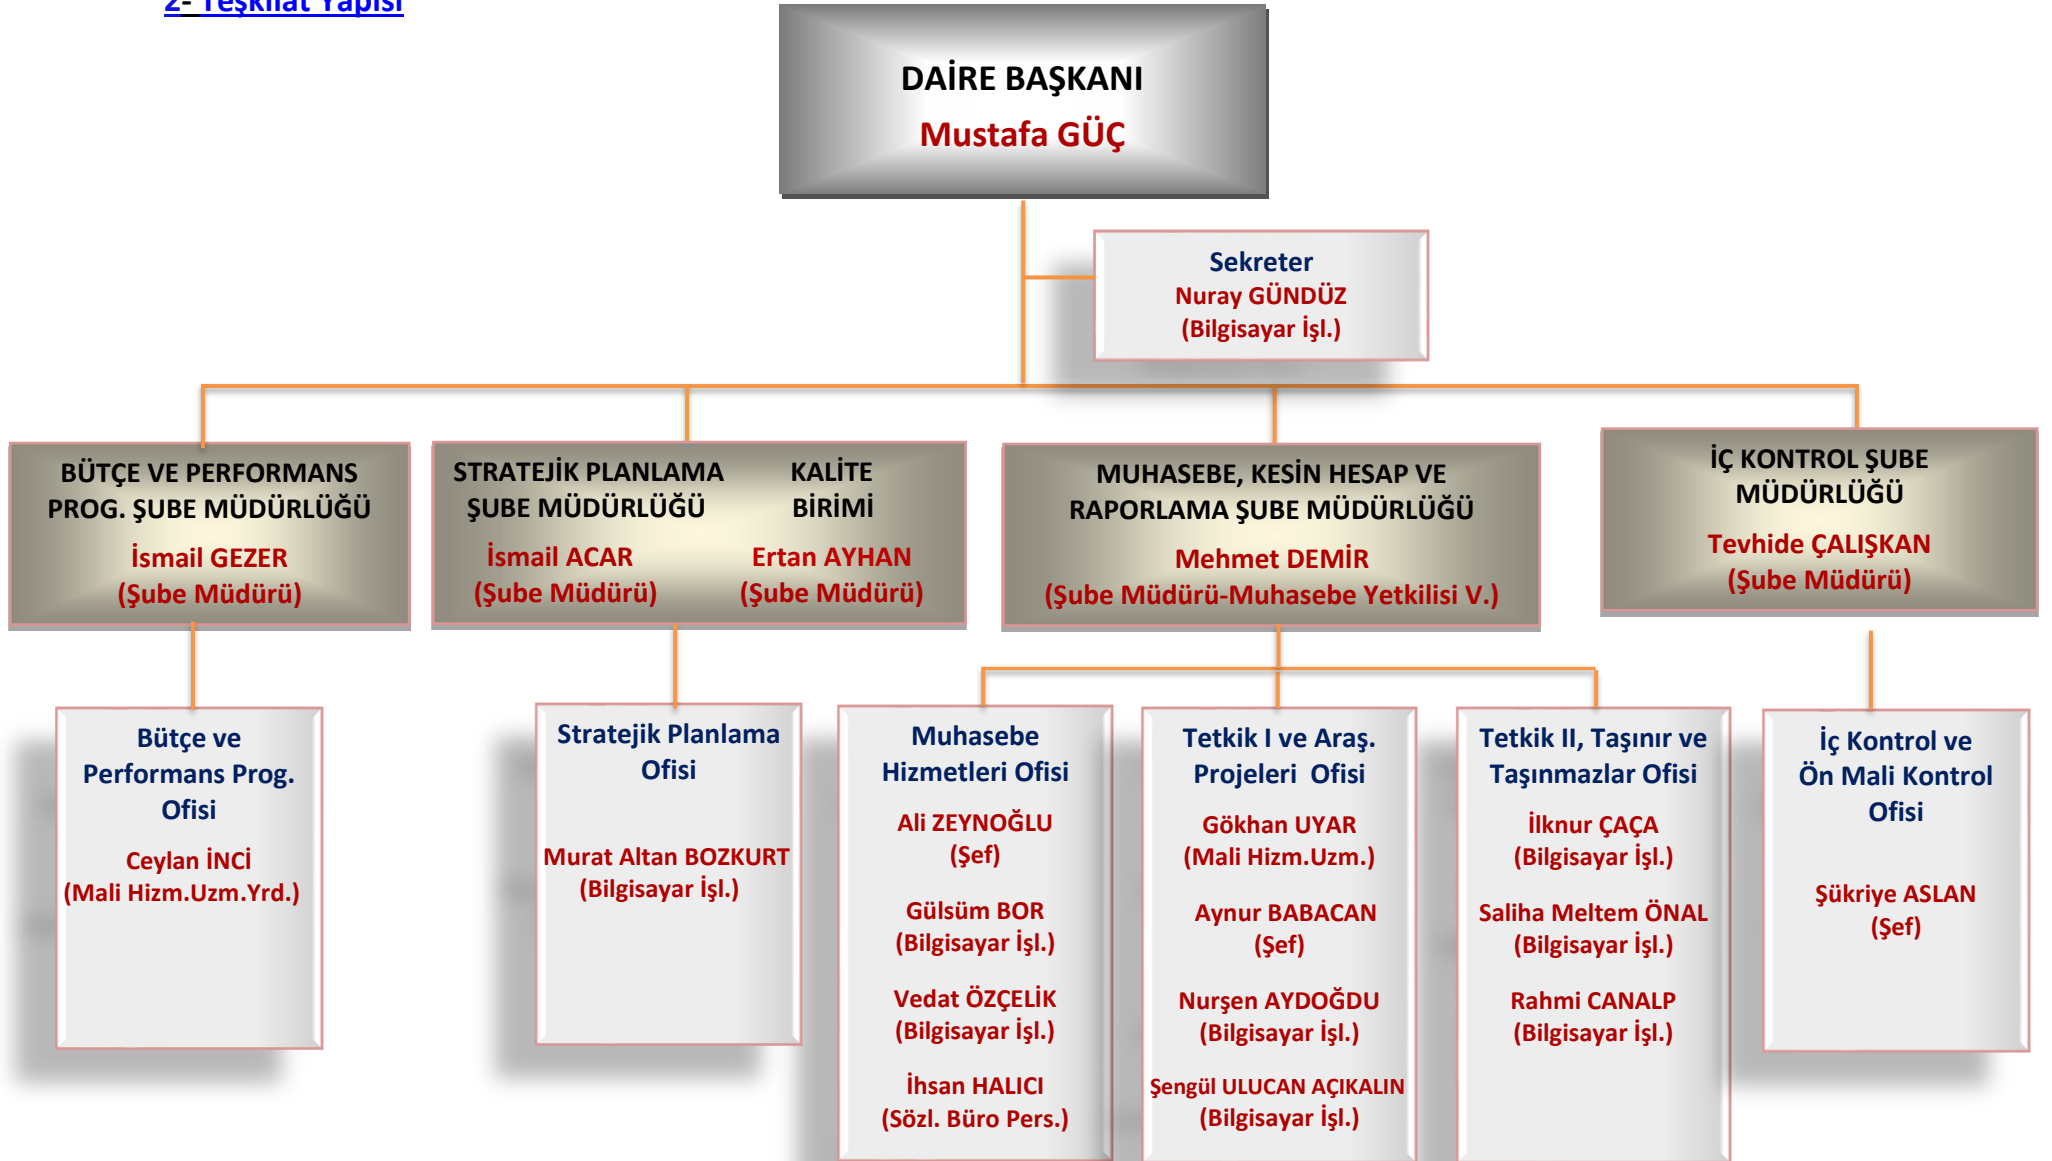 2- Teşkilat Yapısı
DAİRE BAŞKANI
Mustafa GÜÇ
Sekreter
Nuray GÜNDÜZ
(Bilgisayar İşl.)
BÜTÇE VE PERFORMANS
PROG. ŞUBE MÜDÜRLÜĞÜ
İsmail GEZER
(Şube Müdürü)
STRATEJİK PLANLAMA
ŞUBE MÜDÜRLÜĞÜ
İsmail ACAR
(Şube Müdürü)
KALİTE
BİRİMİ
Ertan AYHAN
(Şube Müdürü)
MUHASEBE, KESİN HESAP VE
RAPORLAMA ŞUBE MÜDÜRLÜĞÜ
Mehmet DEMİR
(Şube Müdürü-Muhasebe Yetkilisi V.)
İÇ KONTROL ŞUBE
MÜDÜRLÜĞÜ
Tevhide ÇALIŞKAN
(Şube Müdürü)
Bütçe ve
Performans Prog.
Ofisi
Ceylan İNCİ
(Mali Hizm.Uzm.Yrd.)
Stratejik Planlama
Ofisi
Murat Altan BOZKURT
(Bilgisayar İşl.)
Muhasebe
Hizmetleri Ofisi
Ali ZEYNOĞLU
(Şef)
Gülsüm BOR
(Bilgisayar İşl.)
Vedat ÖZÇELİK
(Bilgisayar İşl.)
İhsan HALICI
(Sözl. Büro Pers.)
Tetkik I ve Araş.
Projeleri Ofisi
Gökhan UYAR
(Mali Hizm.Uzm.)
Aynur BABACAN
(Şef)
Nurşen AYDOĞDU
(Bilgisayar İşl.)
Şengül ULUCAN AÇIKALIN
(Bilgisayar İşl.)
Tetkik II, Taşınır ve
Taşınmazlar Ofisi
İlknur ÇAÇA
(Bilgisayar İşl.)
Saliha Meltem ÖNAL
(Bilgisayar İşl.)
Rahmi CANALP
(Bilgisayar İşl.)
İç Kontrol ve
Ön Mali Kontrol
Ofisi
Şükriye ASLAN
(Şef)